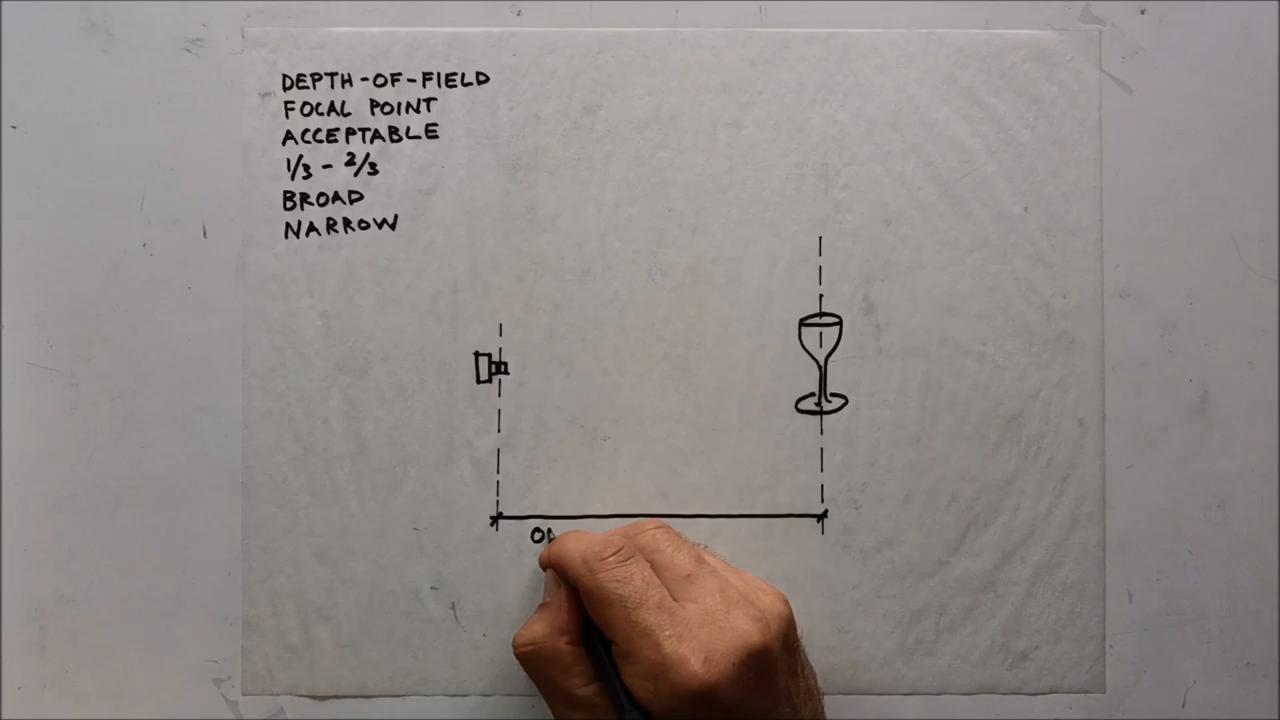 DEPTH-OF-FIELD
FOCAL POINT
ACCEPTABLE
1/3 - 2/3
BROAD
NARROW